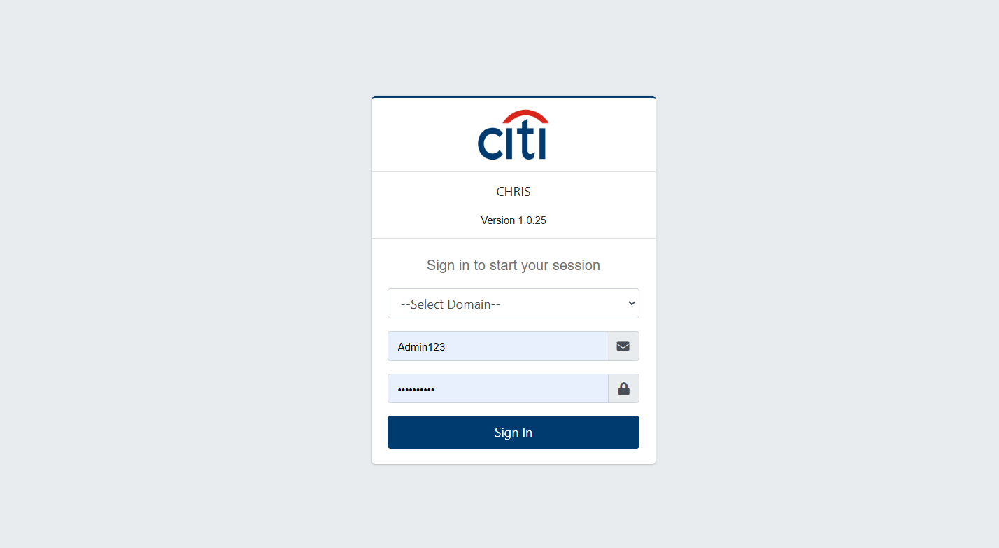 citi
CHRIS
Version 1.0.25
Sign in to start your session
--Select Domain--
Admin123
••••••••••
Sign In